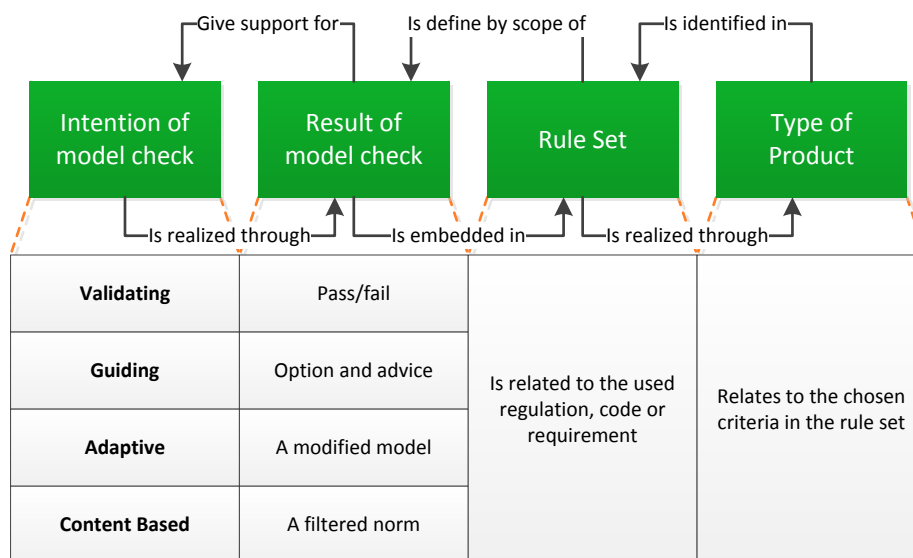 Give support for
Is define by scope of
Is identified in
Intention of
model check
Result of
model check
Rule Set
Type of
Product
Is realized through
Is embedded in
Is realized through
Validating
Pass/fail
Guiding
Option and advice
Adaptive
A modified model
Content Based
A filtered norm
Is related to the used
regulation, code or
requirement
Relates to the chosen
criteria in the rule set